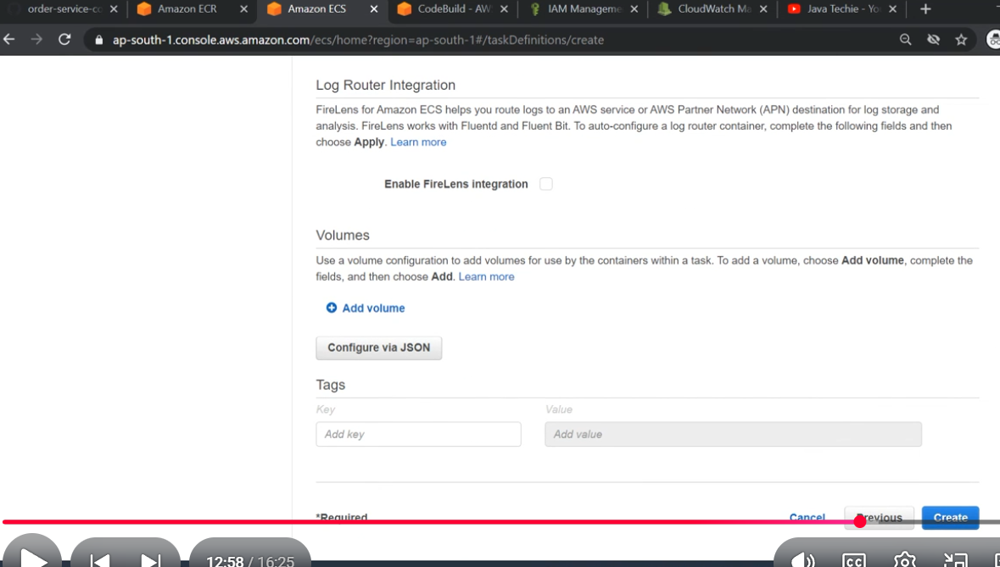 order-service-co
Amazon ECR
Amazon ECS
CodeBuild - AW
IAM Manageme
CloudWatch Ma
Java Techie - Yo
ap-south-1.console.aws.amazon.com/ecs/home?region=ap-south-1#/taskDefinitions/create
Log Router Integration
FireLens for Amazon ECS helps you route logs to an AWS service or AWS Partner Network (APN) destination for log storage and
analysis. FireLens works with Fluentd and Fluent Bit. To auto-configure a log router container, complete the following fields and then
choose Apply. Learn more
Enable FireLens integration
Volumes
Use a volume configuration to add volumes for use by the containers within a task. To add a volume, choose Add volume, complete the
fields, and then choose Add. Learn more
Add volume
Configure via JSON
Tags
Key Value
Add key Add value
*Required Cancel Previous Create
12:58 / 16:25
CC